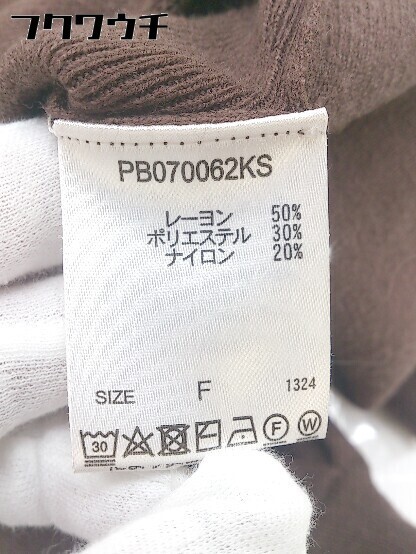 フクワウチ
PB070062KS
レーヨン 50%
ポリエステル 30%
ナイロン 20%
SIZE F 1324
30 F W